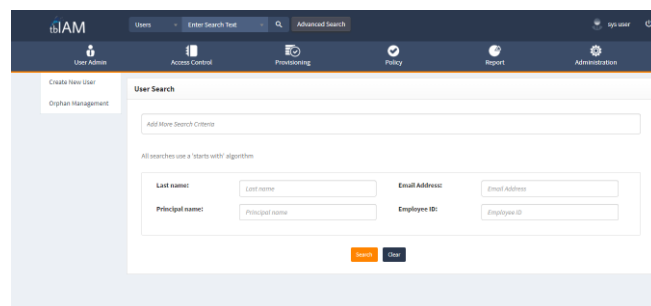 tbIAM
Users Enter Search Text Advanced Search sys user
User Admin Access Control Provisioning Policy Report Administration
Create New User
Orphan Management
User Search
Add More Search Criteria
All searches use a 'starts with' algorithm
Last name: Last name Email Address: Email Address
Principal name: Principal name Employee ID: Employee ID
Search Clear